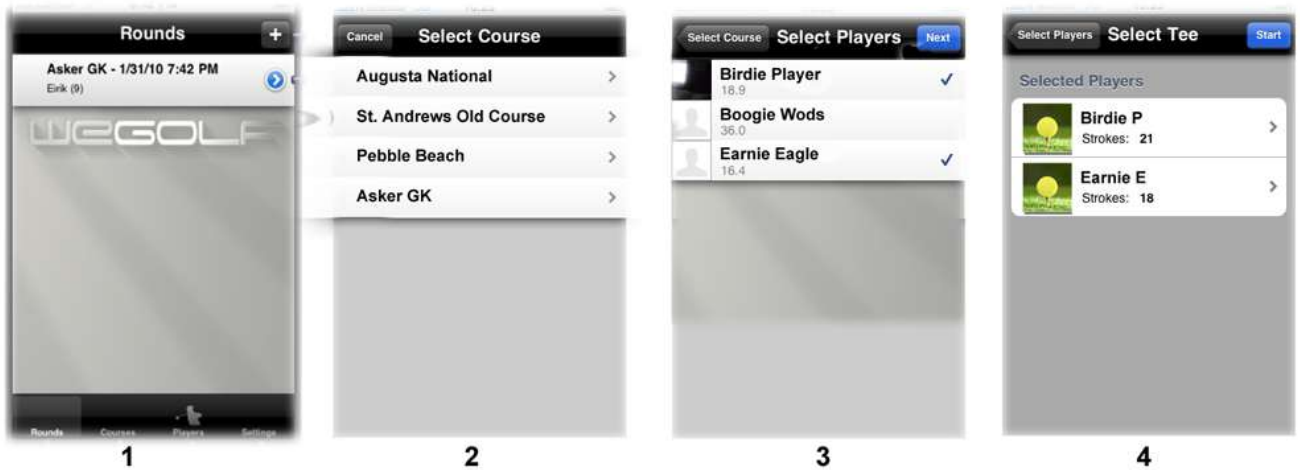 Rounds
+
Asker GK - 1/31/10 7:42 PM
Eirik (9)
WEGOLF
Rounds Courses Players Settings
1
Cancel Select Course
Augusta National
St. Andrews Old Course
Pebble Beach
Asker GK
2
Select Course Select Players Next
Birdie Player
18.9
Boogie Wods
36.0
Earnie Eagle
16.4
3
Select Players Select Tee Start
Selected Players
Birdie P
Strokes: 21
Earnie E
Strokes: 18
4